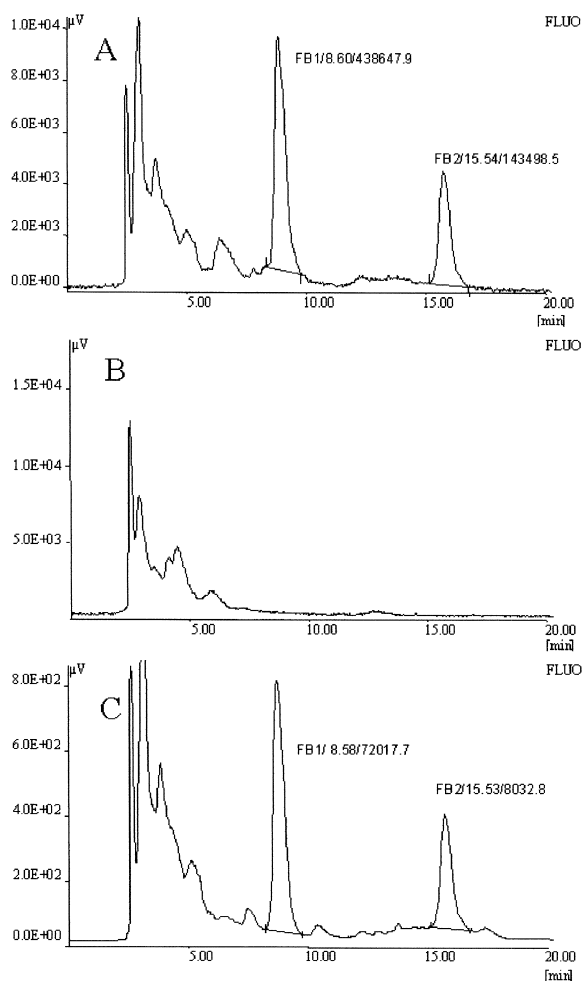 µV
FLUO
1.0E+04
A
FB1/8.60/438647.9
8.0E+03
6.0E+03
FB2/15.54/143498.5
4.0E+03
2.0E+03
0.0E+00
5.00 10.00 15.00 20.00
[min]
µV
FLUO
B
1.5E+04
1.0E+04
5.0E+03
5.00 10.00 15.00 20.00
[min]
µV
FLUO
8.0E+02
C
FB1/ 8.58/72017.7
6.0E+02
FB2/15.53/8032.8
4.0E+02
2.0E+02
0.0E+00
5.00 10.00 15.00 20.00
[min]